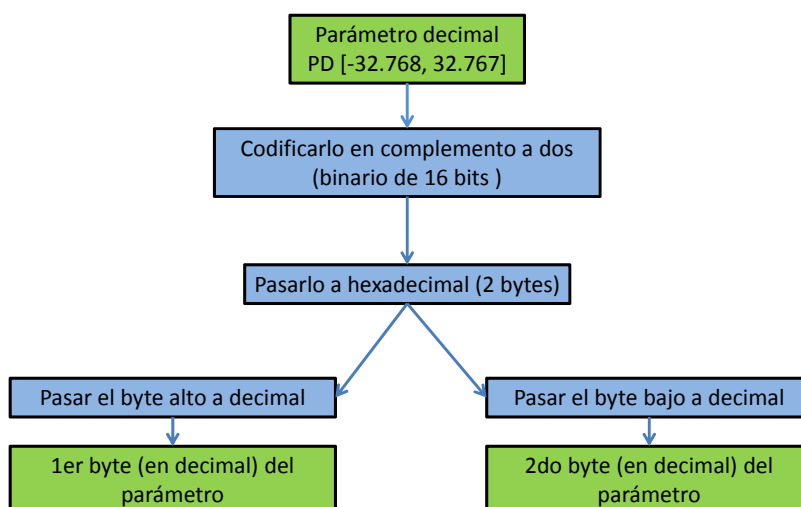 Parámetro decimal
PD [-32.768, 32.767]
Codificarlo en complemento a dos
(binario de 16 bits )
Pasarlo a hexadecimal (2 bytes)
Pasar el byte alto a decimal
Pasar el byte bajo a decimal
1er byte (en decimal) del
parámetro
2do byte (en decimal) del
parámetro